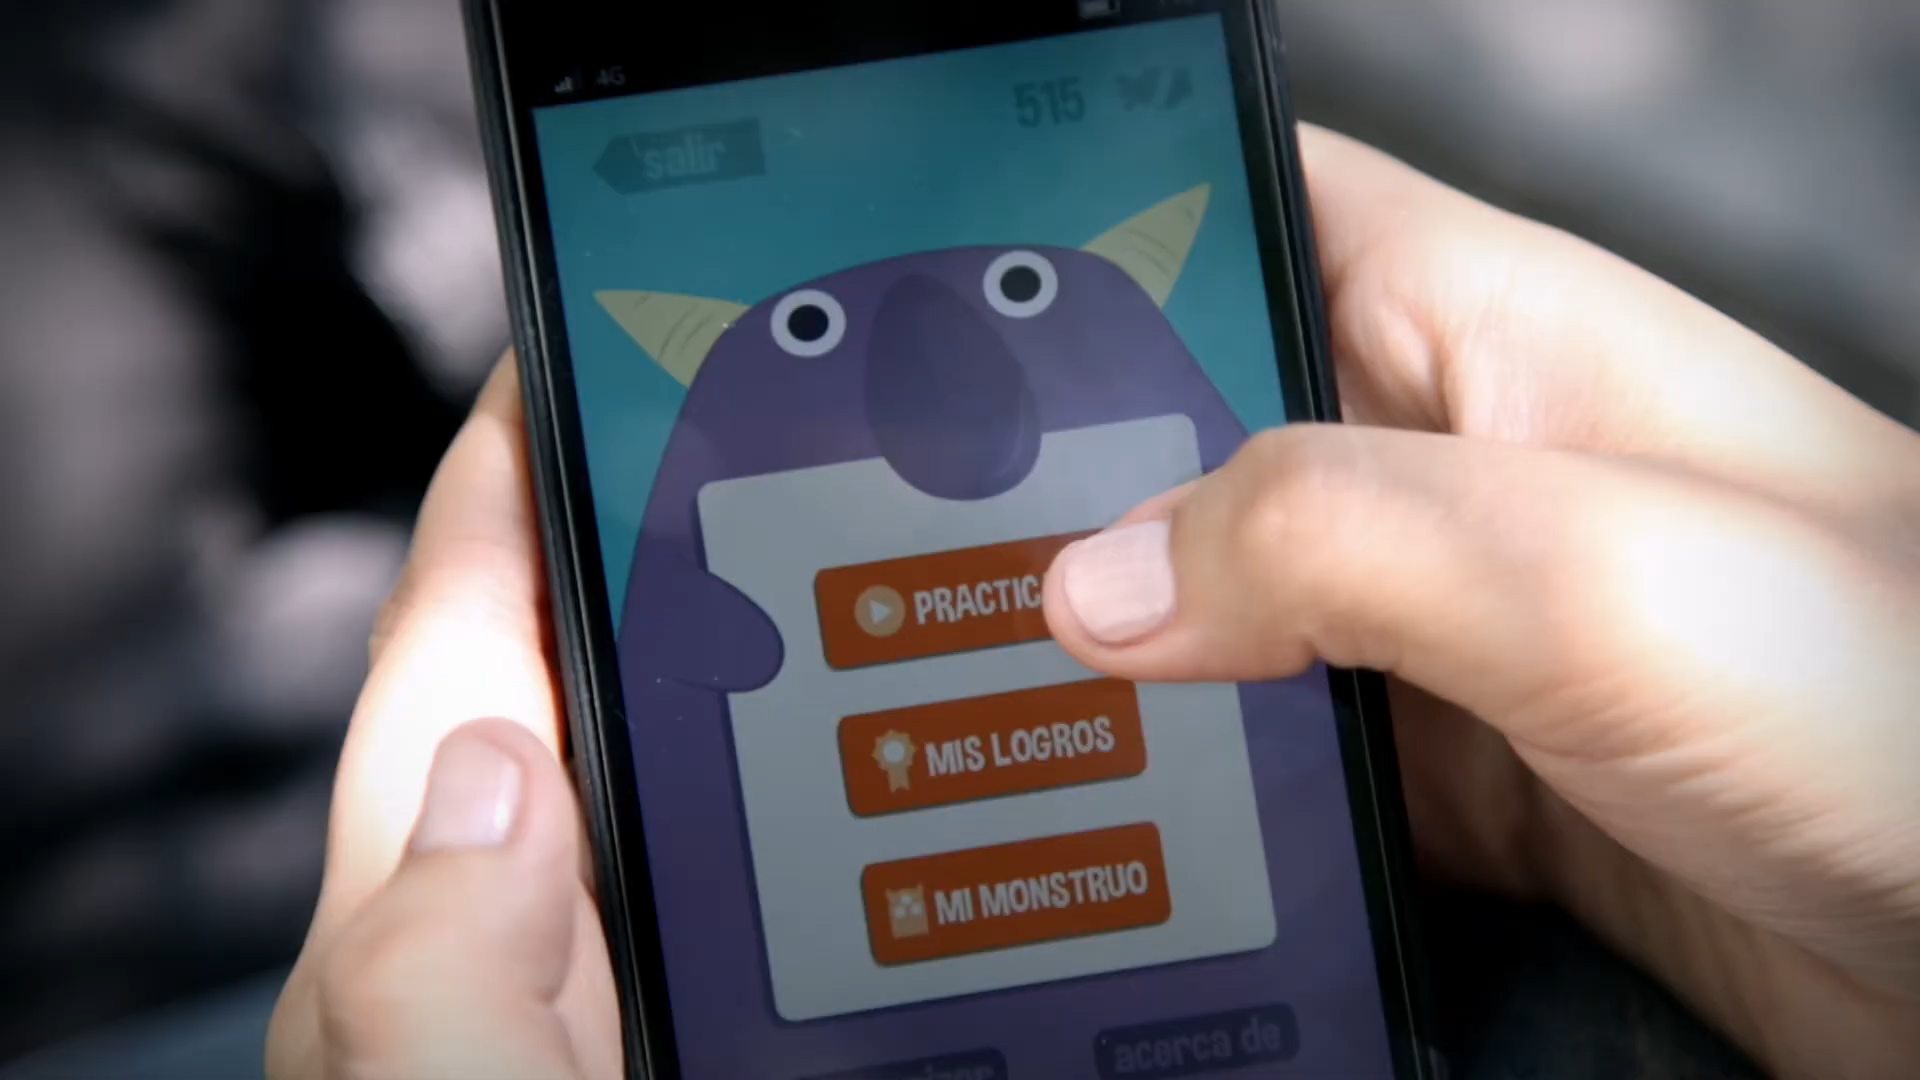 4G
515
salir
PRACTIC
MIS LOGROS
MI MONSTRUO
acerca de